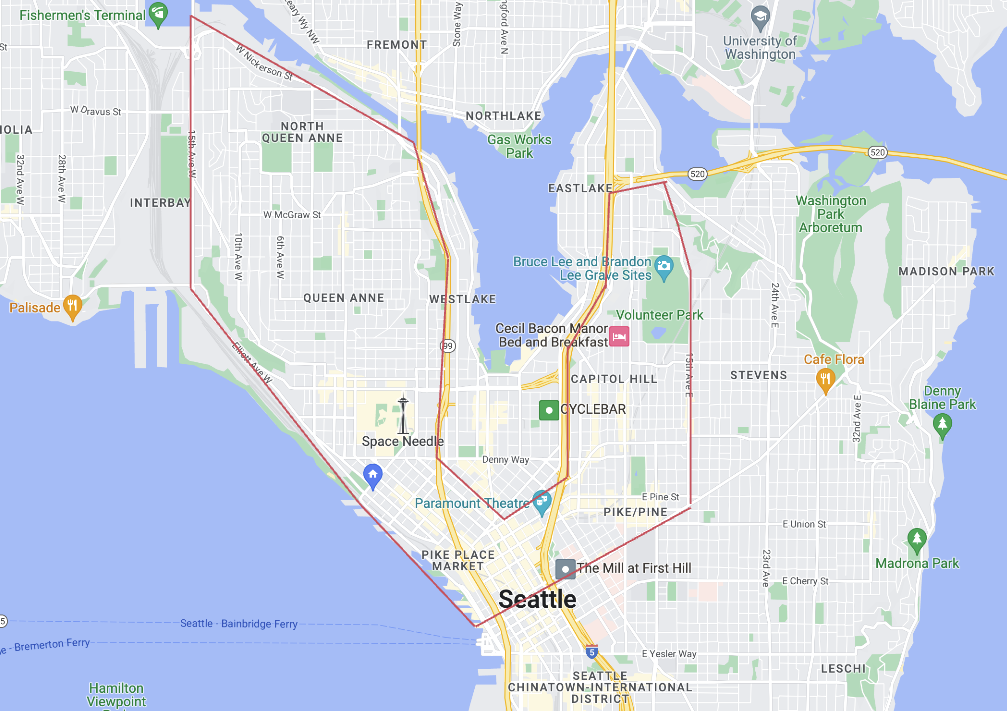 Fishermen's Terminal
W Nickerson St
FREMONT
Stone Way
University of
Washington
W Dravus St
NORTH
QUEEN ANNE
NORTHLAKE
Gas Works
Park
15th Ave W
32nd Ave W
28th Ave W
520
520
EASTLAKE
INTERBAY
W McGraw St
Washington
Park
Arboretum
10th Ave W
6th Ave W
Bruce Lee and Brandon
Lee Grave Sites
MADISON PARK
Palisade
QUEEN ANNE
WESTLAKE
24th Ave E
Volunteer Park
Cecil Bacon Manor
Bed and Breakfast
99
Elliott Ave W
15th Ave E
Cafe Flora
CAPITOL HILL
STEVENS
Denny
Blaine Park
CYCLEBAR
32nd Ave E
Space Needle
Denny Way
Paramount Theatre
E Pine St
PIKE/PINE
E Union St
PIKE PLACE
MARKET
The Mill at First Hill
23rd Ave
Madrona Park
E Cherry St
Seattle
Seattle - Bainbridge Ferry
5
E Yesler Way
LESCHI
SEATTLE
CHINATOWN-INTERNATIONAL
DISTRICT
Hamilton
Viewpoint